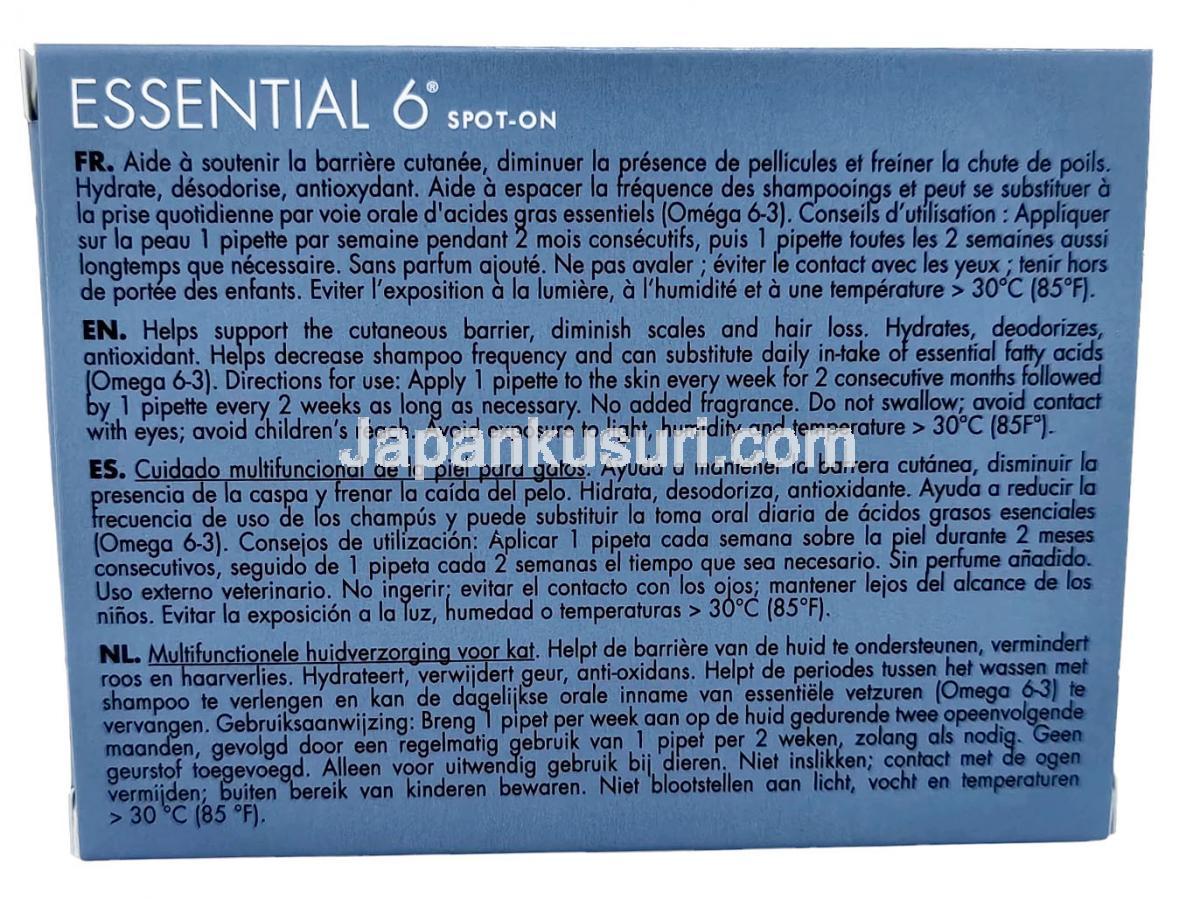 ESSENTIAL 6® SPOT-ON
FR. Aide à soutenir la barrière cutanée, diminuer la présence de pellicules et freiner la chute de poils.
Hydrate, désodorise, antioxydant. Aide à espacer la fréquence des shampooings et peut se substituer à
la prise quotidienne par voie orale d'acides gras essentiels (Oméga 6-3). Conseils d'utilisation : Appliquer
sur la peau 1 pipette par semaine pendant 2 mois consécutifs, puis 1 pipette toutes les 2 semaines aussi
longtemps que nécessaire. Sans parfum ajouté. Ne pas avaler ; éviter le contact avec les yeux ; tenir hors
de portée des enfants. Eviter l'exposition à la lumière, à l'humidité et à une température > 30°C (85°F).
EN. Helps support the cutaneous barrier, diminish scales and hair loss. Hydrates, deodorizes,
antioxidant. Helps decrease shampoo frequency and can substitute daily in-take of essential fatty acids
(Omega 6-3). Directions for use: Apply 1 pipette to the skin every week for 2 consecutive months followed
by 1 pipette every 2 weeks as long as necessary. No added fragrance. Do not swallow; avoid contact
with eyes; avoid children's reach. Avoid exposure to light, humidity and temperature > 30°C (85F°).
Japankusuri.com
ES. Cuidado multifuncional de la piel para gatos. Ayuda a mantener la barrera cutánea, disminuir la
presencia de la caspa y frenar la caída del pelo. Hidrata, desodoriza, antioxidante. Ayuda a reducir la
frecuencia de uso de los champús y puede substituir la toma oral diaria de ácidos grasos esenciales
(Omega 6-3). Consejos de utilización: Aplicar 1 pipeta cada semana sobre la piel durante 2 meses
consecutivos, seguido de 1 pipeta cada 2 semanas el tiempo que sea necesario. Sin perfume añadido.
Uso externo veterinario. No ingerir; evitar el contacto con los ojos; mantener lejos del alcance de los
niños. Evitar la exposición a la luz, humedad o temperaturas > 30°C (85°F).
NL. Multifunctionele huidverzorging voor kat. Helpt de barrière van de huid te ondersteunen, vermindert
roos en haarverlies. Hydrateert, verwijdert geur, anti-oxidans. Helpt de periodes tussen het wassen met
shampoo te verlengen en kan de dagelijkse orale inname van essentiële vetzuren (Omega 6-3) te
vervangen. Gebruiksaanwijzing: Breng 1 pipet per week aan op de huid gedurende twee opeenvolgende
maanden, gevolgd door een regelmatig gebruik van 1 pipet per 2 weken, zolang als nodig. Geen
geurstof toegevoegd. Alleen voor uitwendig gebruik bij dieren. Niet inslikken; contact met de ogen
vermijden; buiten bereik van kinderen bewaren. Niet blootstellen aan licht, vocht en temperaturen
> 30 °C (85 °F).